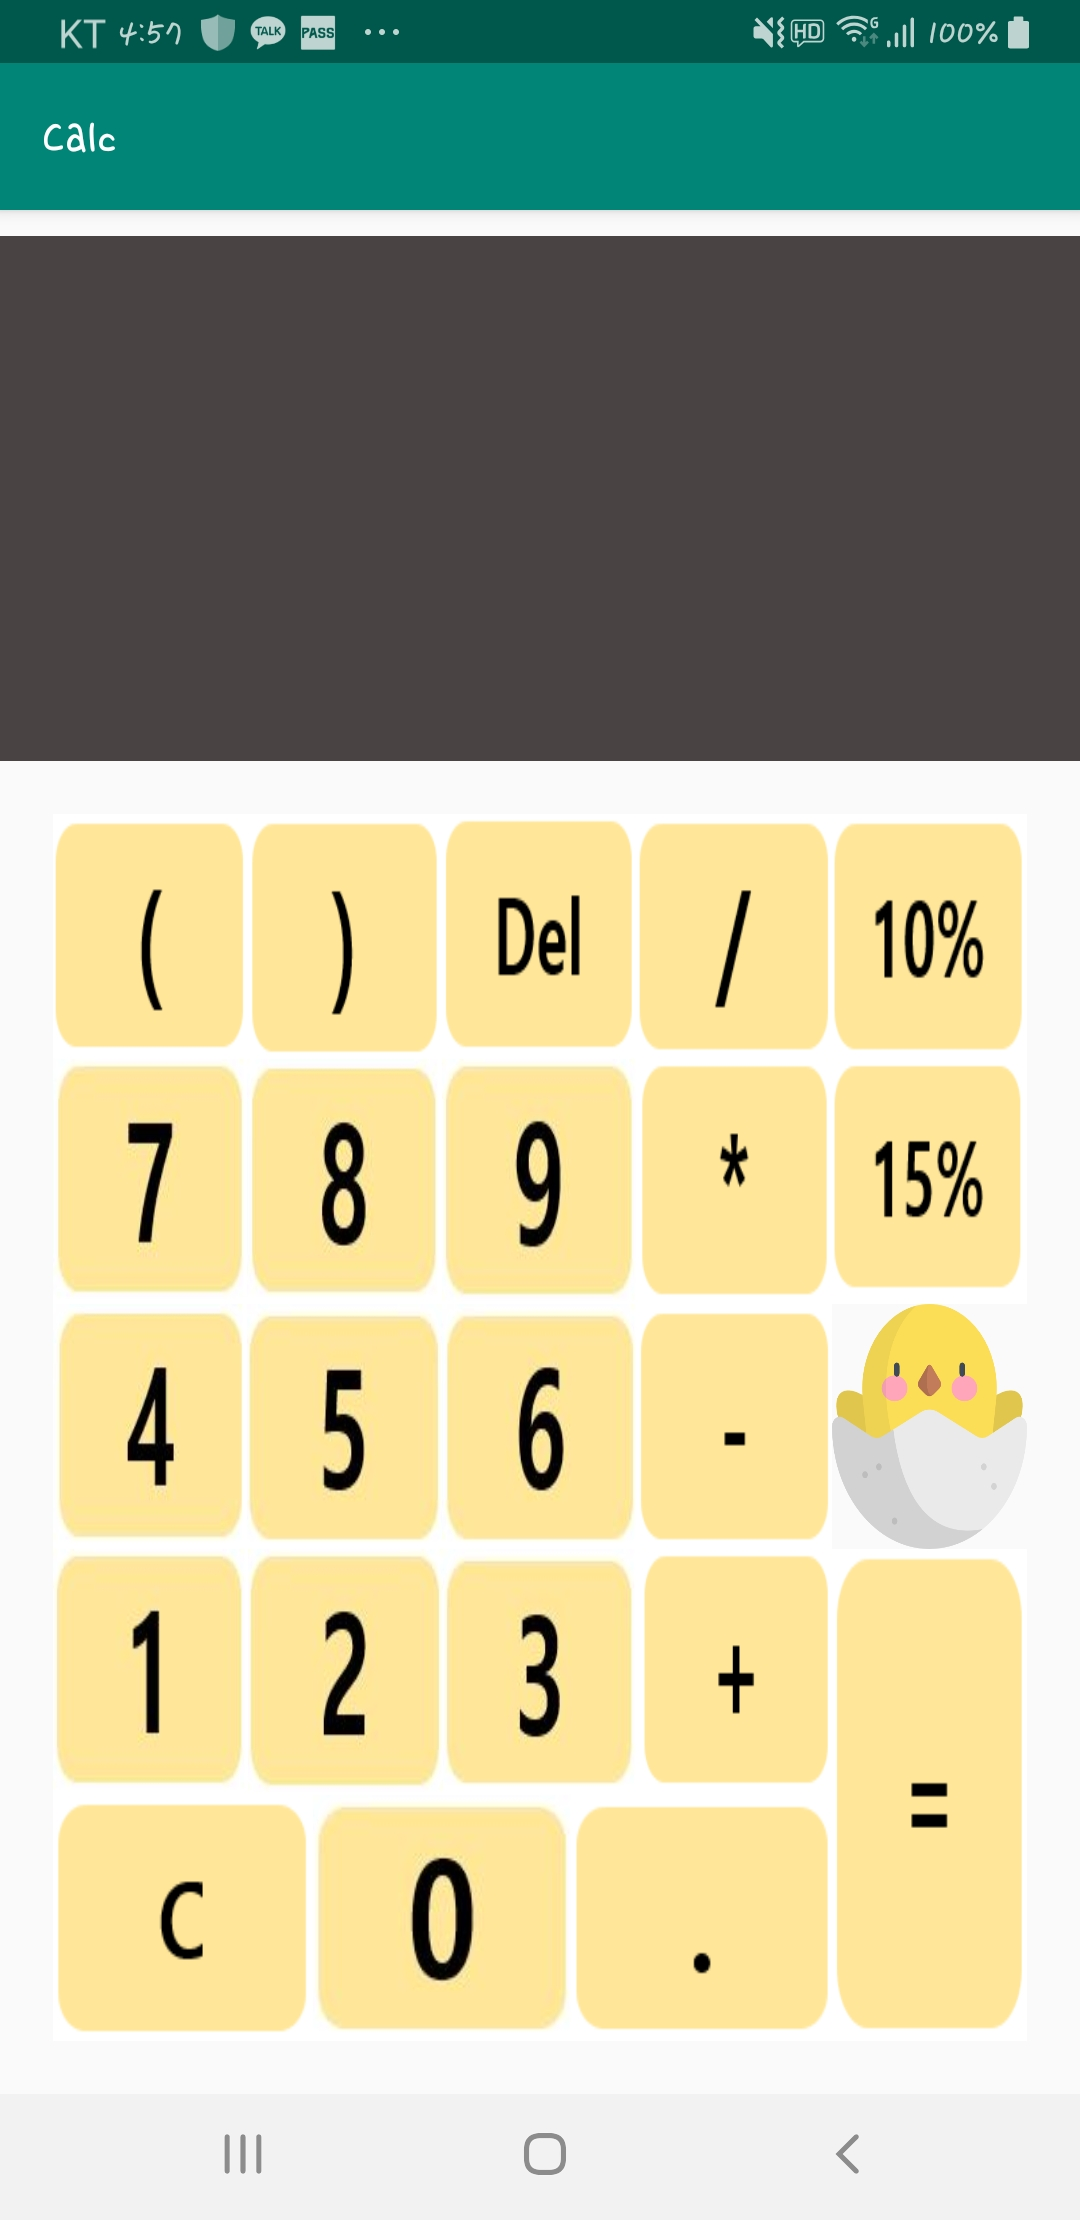 KT 4:57 TALK PASS ... HD G 100%
Calc
( ) Del / 10%
7 8 9 * 15%
4 5 6 -
1 2 3 +
=
C 0 .